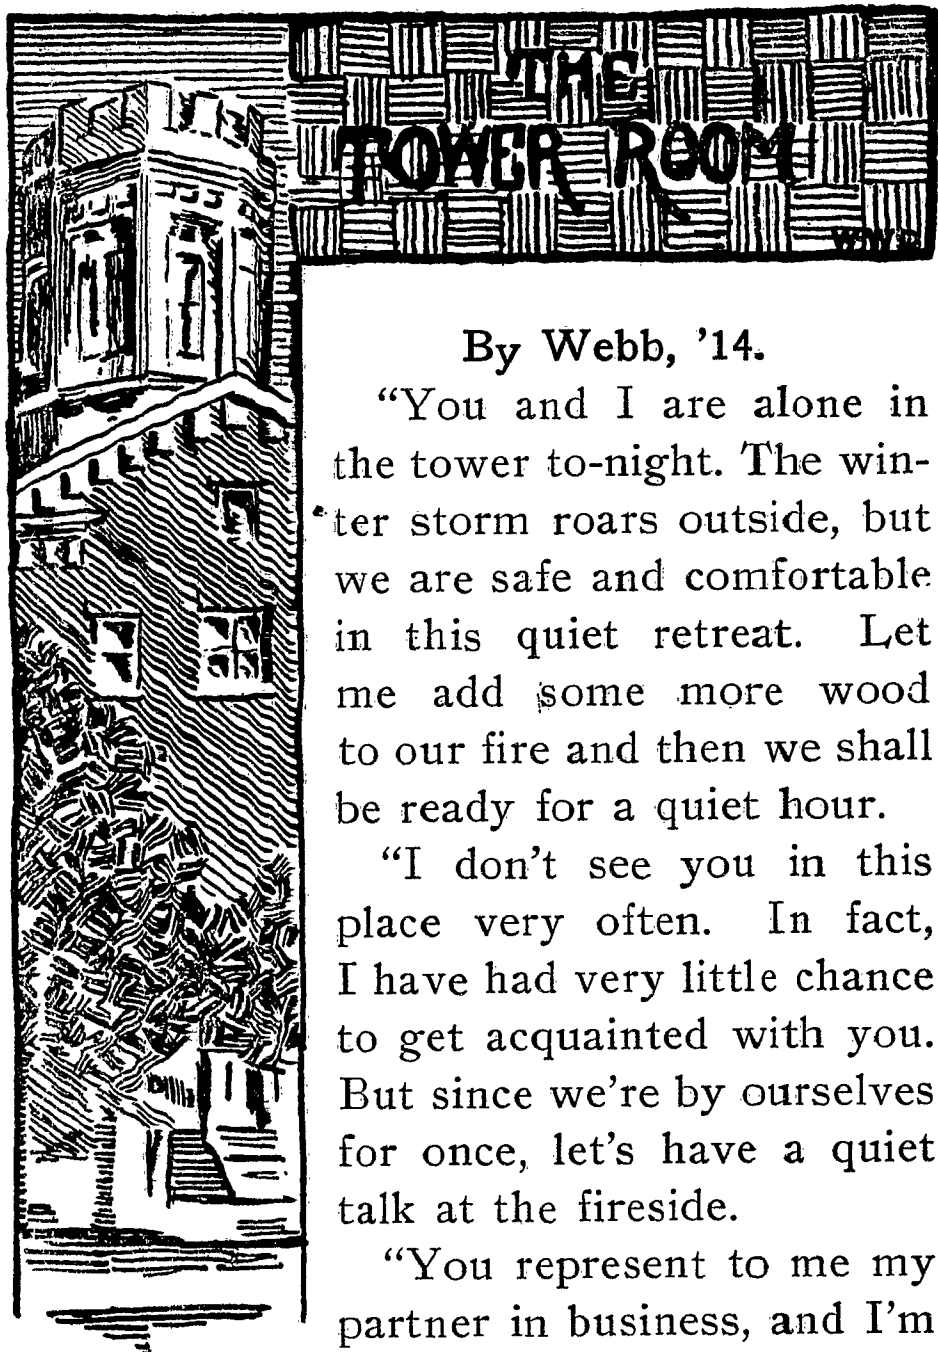 THE
TOWER ROOM
By Webb, '14.
“You and I are alone in
the tower to-night. The win-
ter storm roars outside, but
we are safe and comfortable
in this quiet retreat. Let
me add some more wood
to our fire and then we shall
be ready for a quiet hour.
“I don't see you in this
place very often. In fact,
I have had very little chance
to get acquainted with you.
But since we're by ourselves
for once, let's have a quiet
talk at the fireside.
“You represent to me my
partner in business, and I'm